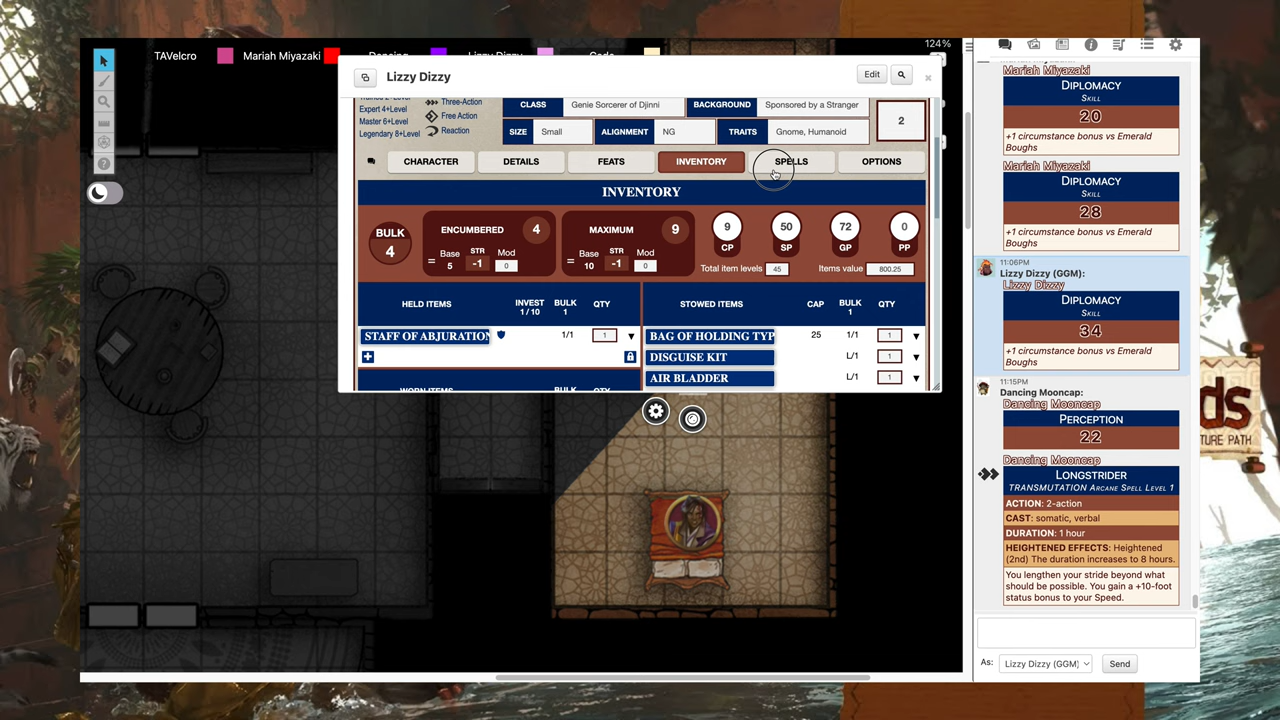 TAVelcro
Mariah Miyazaki
Dancing
Lizzy Dizzy
124%
Lizzy Dizzy
Edit
Expert 4+Level
Master 6+Level
Legendary 8+Level
Three-Action
Free Action
Reaction
CLASS
Genie Sorcerer of Djinni
BACKGROUND
Sponsored by a Stranger
2
SIZE
Small
ALIGNMENT
NG
TRAITS
Gnome, Humanoid
CHARACTER
DETAILS
FEATS
INVENTORY
SPELLS
OPTIONS
INVENTORY
BULK
4
ENCUMBERED
4
= Base
5
STR
-1
Mod
0
MAXIMUM
9
= Base
10
STR
-1
Mod
0
9
CP
50
SP
72
GP
0
PP
Total item levels
45
Items value
800.25
HELD ITEMS
INVEST
1 / 10
BULK
1
QTY
STAFF OF ABJURATION
1/1
1
STOWED ITEMS
CAP
BULK
1
QTY
BAG OF HOLDING TYP
25
1/1
1
DISGUISE KIT
L/1
1
AIR BLADDER
L/1
1
Mariah Miyazaki
DIPLOMACY
SKILL
20
+1 circumstance bonus vs Emerald
Boughs
Mariah Miyazaki
DIPLOMACY
SKILL
28
+1 circumstance bonus vs Emerald
Boughs
11:06PM
Lizzy Dizzy (GGM):
Lizzy Dizzy
DIPLOMACY
SKILL
34
+1 circumstance bonus vs Emerald
Boughs
11:15PM
Dancing Mooncap:
Dancing Mooncap
PERCEPTION
22
Dancing Mooncap
LONGSTRIDER
TRANSMUTATION ARCANE SPELL LEVEL 1
ACTION: 2-action
CAST: somatic, verbal
DURATION: 1 hour
HEIGHTENED EFFECTS: Heightened
(2nd) The duration increases to 8 hours.
You lengthen your stride beyond what
should be possible. You gain a +10-foot
status bonus to your Speed.
As:
Lizzy Dizzy (GGM)
Send
ds
TURE PATH